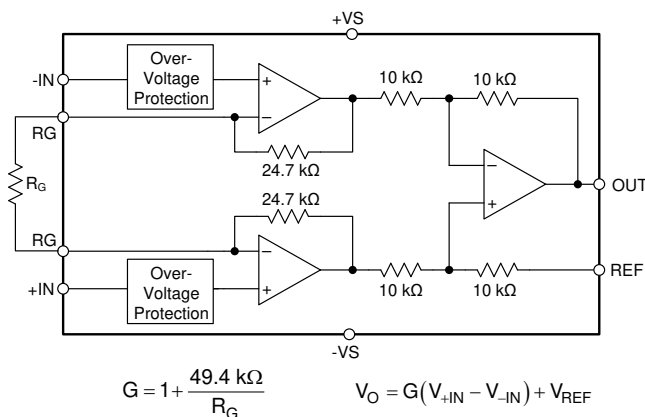 +VS
-IN
Over-
Voltage
Protection
+
−
10 kΩ
10 kΩ
RG
24.7 kΩ
RG
−
+
OUT
24.7 kΩ
RG
−
+
+IN
Over-
Voltage
Protection
10 kΩ
10 kΩ
REF
-VS
G = 1 + 49.4 kΩ / RG
VO = G(V+IN − V–IN) + VREF